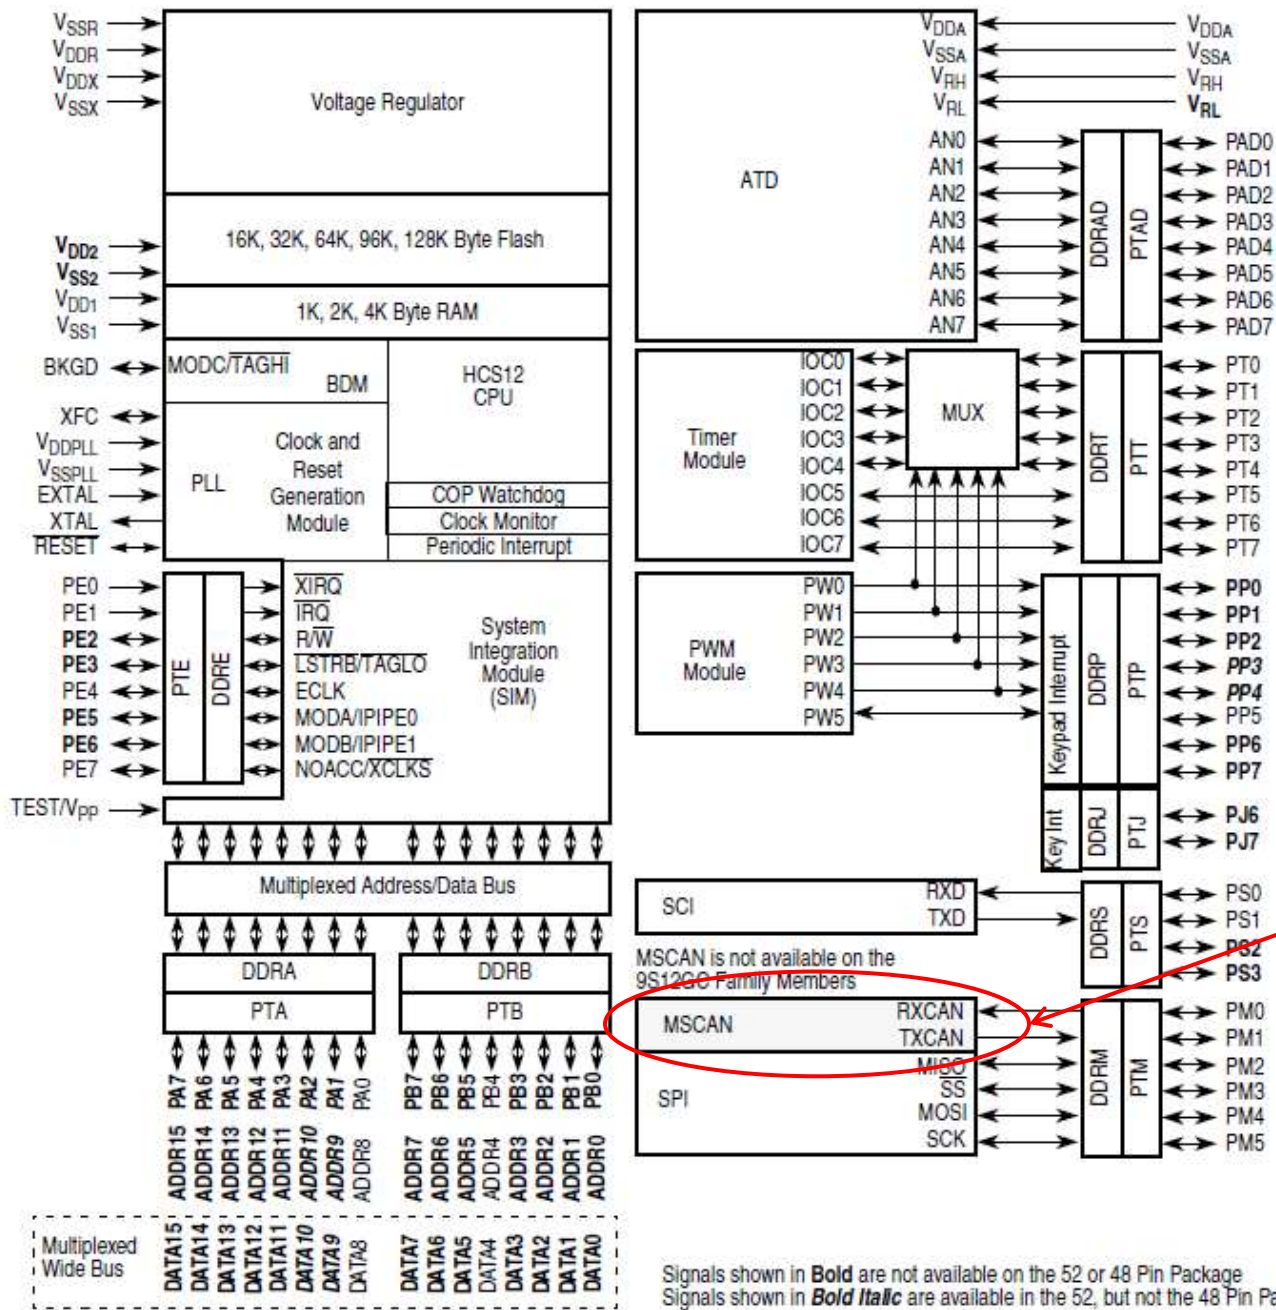 VSSR
VDDR
VDDX
VSSX
Voltage Regulator
16K, 32K, 64K, 96K, 128K Byte Flash
VDD2
VSS2
VDD1
VSS1
1K, 2K, 4K Byte RAM
BKGD
MODC/TAGHI
BDM
HCS12
CPU
XFC
VDDPLL
VSSPLL
EXTAL
XTAL
RESET
PLL
Clock and
Reset
Generation
Module
COP Watchdog
Clock Monitor
Periodic Interrupt
PE0
PE1
PE2
PE3
PE4
PE5
PE6
PE7
PTE
DDRE
XIRQ
IRQ
R/W
LSTRB/TAGLO
ECLK
MODA/IPIPE0
MODB/IPIPE1
NOACC/XCLKS
System
Integration
Module
(SIM)
TEST/VPP
Multiplexed Address/Data Bus
DDRA
DDRB
PTA
PTB
PA7 PA6 PA5 PA4 PA3 PA2 PA1 PA0
PB7 PB6 PB5 PB4 PB3 PB2 PB1 PB0
ADDR15 ADDR14 ADDR13 ADDR12 ADDR11 ADDR10 ADDR9 ADDR8
ADDR7 ADDR6 ADDR5 ADDR4 ADDR3 ADDR2 ADDR1 ADDR0
Multiplexed
Wide Bus
DATA15 DATA14 DATA13 DATA12 DATA11 DATA10 DATA9 DATA8
DATA7 DATA6 DATA5 DATA4 DATA3 DATA2 DATA1 DATA0
ATD
VDDA
VSSA
VRH
VRL
AN0
AN1
AN2
AN3
AN4
AN5
AN6
AN7
DDRAD
PTAD
VDDA
VSSA
VRH
VRL
PAD0
PAD1
PAD2
PAD3
PAD4
PAD5
PAD6
PAD7
Timer
Module
IOC0
IOC1
IOC2
IOC3
IOC4
IOC5
IOC6
IOC7
MUX
DDRT
PTT
PT0
PT1
PT2
PT3
PT4
PT5
PT6
PT7
PWM
Module
PW0
PW1
PW2
PW3
PW4
PW5
Keypad Interrupt
DDRP
PTP
PP0
PP1
PP2
PP3
PP4
PP5
PP6
PP7
Key Int
DDRJ
PTJ
PJ6
PJ7
SCI
RXD
TXD
DDRS
PTS
PS0
PS1
PS2
PS3
MSCAN is not available on the
9S12GC Family Members
MSCAN
RXCAN
TXCAN
SPI
MISO
SS
MOSI
SCK
DDRM
PTM
PM0
PM1
PM2
PM3
PM4
PM5
Signals shown in Bold are not available on the 52 or 48 Pin Package
Signals shown in Bold Italic are available in the 52, but not the 48 Pin Pa